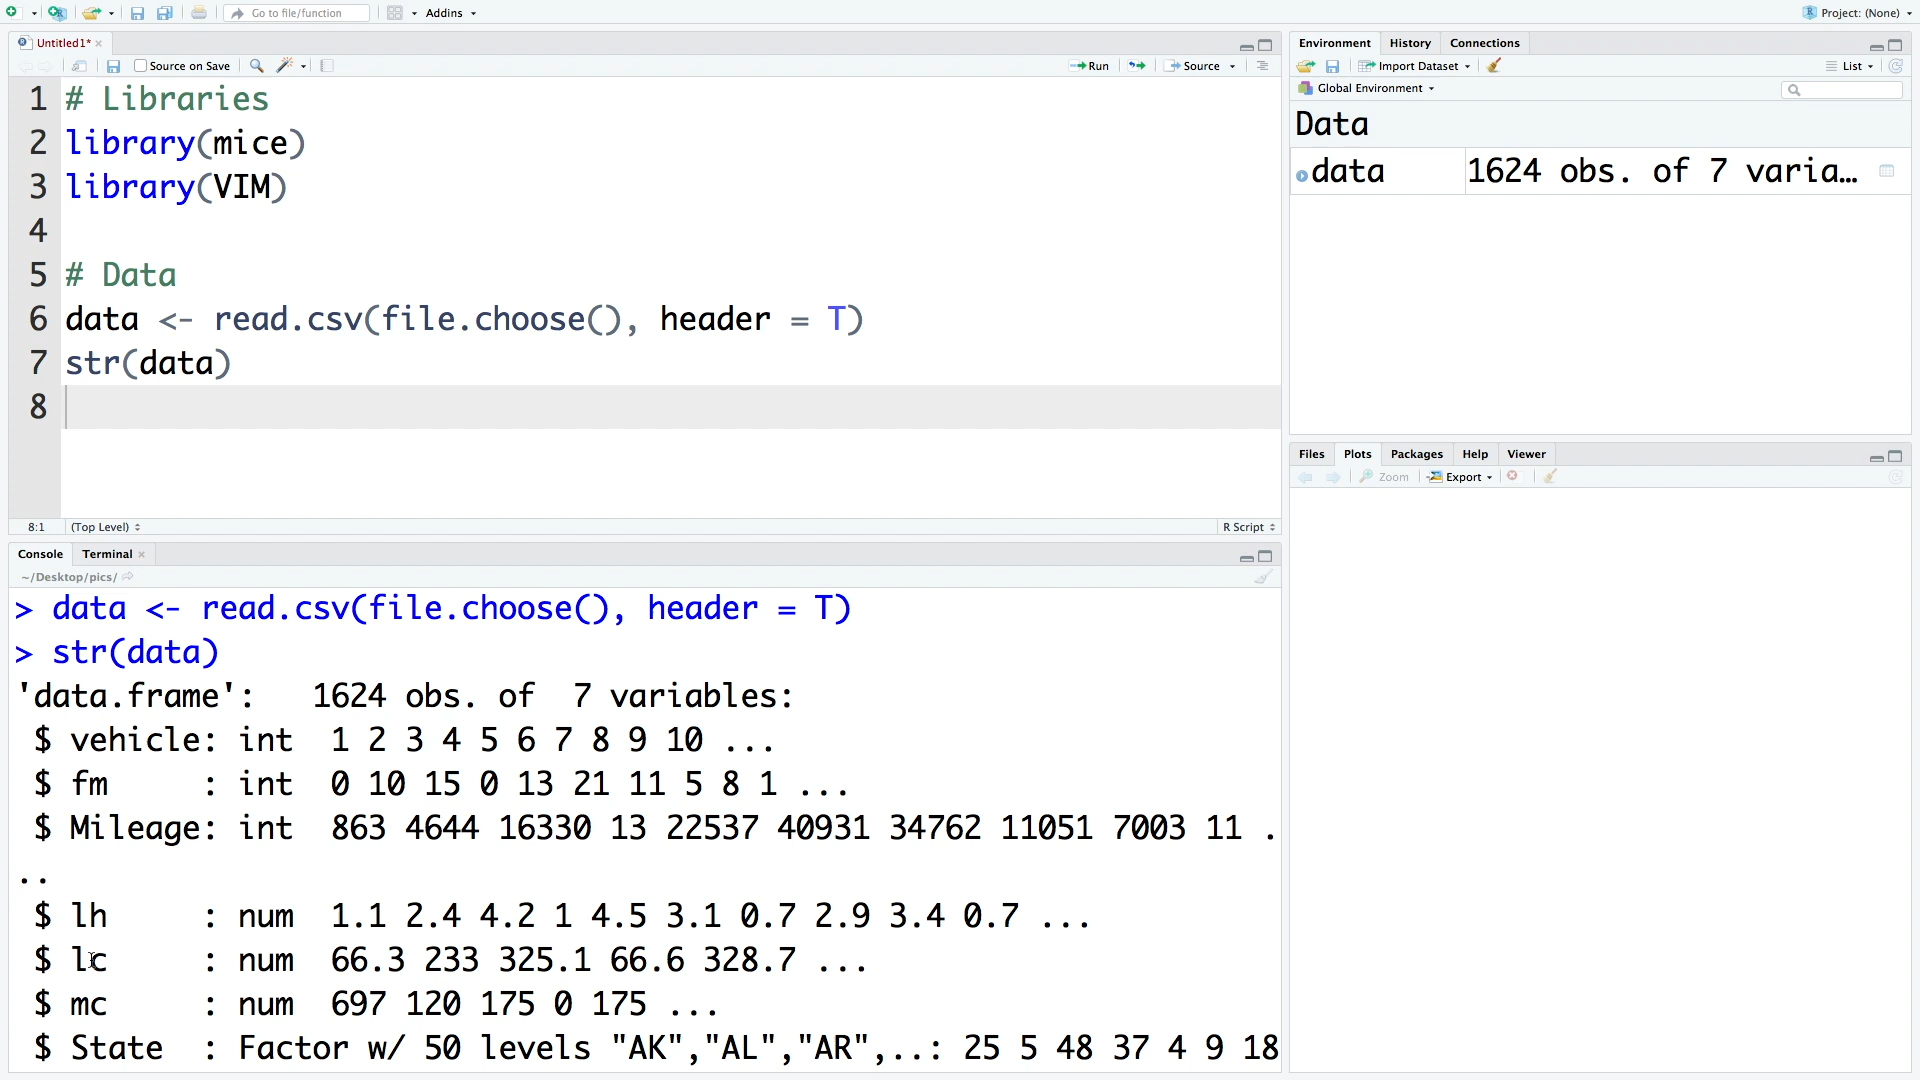 Go to file/function
Addins
Project: (None)
Untitled1*
Source on Save
Run
Source
1 # Libraries
2 library(mice)
3 library(VIM)
4
5 # Data
6 data <- read.csv(file.choose(), header = T)
7 str(data)
8
8:1 (Top Level)
R Script
Console Terminal
~/Desktop/pics/
> data <- read.csv(file.choose(), header = T)
> str(data)
'data.frame': 1624 obs. of 7 variables:
$ vehicle: int 1 2 3 4 5 6 7 8 9 10 ...
$ fm : int 0 10 15 0 13 21 11 5 8 1 ...
$ Mileage: int 863 4644 16330 13 22537 40931 34762 11051 7003 11 .
..
$ lh : num 1.1 2.4 4.2 1 4.5 3.1 0.7 2.9 3.4 0.7 ...
$ lc : num 66.3 233 325.1 66.6 328.7 ...
$ mc : num 697 120 175 0 175 ...
$ State : Factor w/ 50 levels "AK","AL","AR",..: 25 5 48 37 4 9 18
Environment History Connections
Import Dataset
List
Global Environment
Data
data 1624 obs. of 7 varia…
Files Plots Packages Help Viewer
Zoom Export